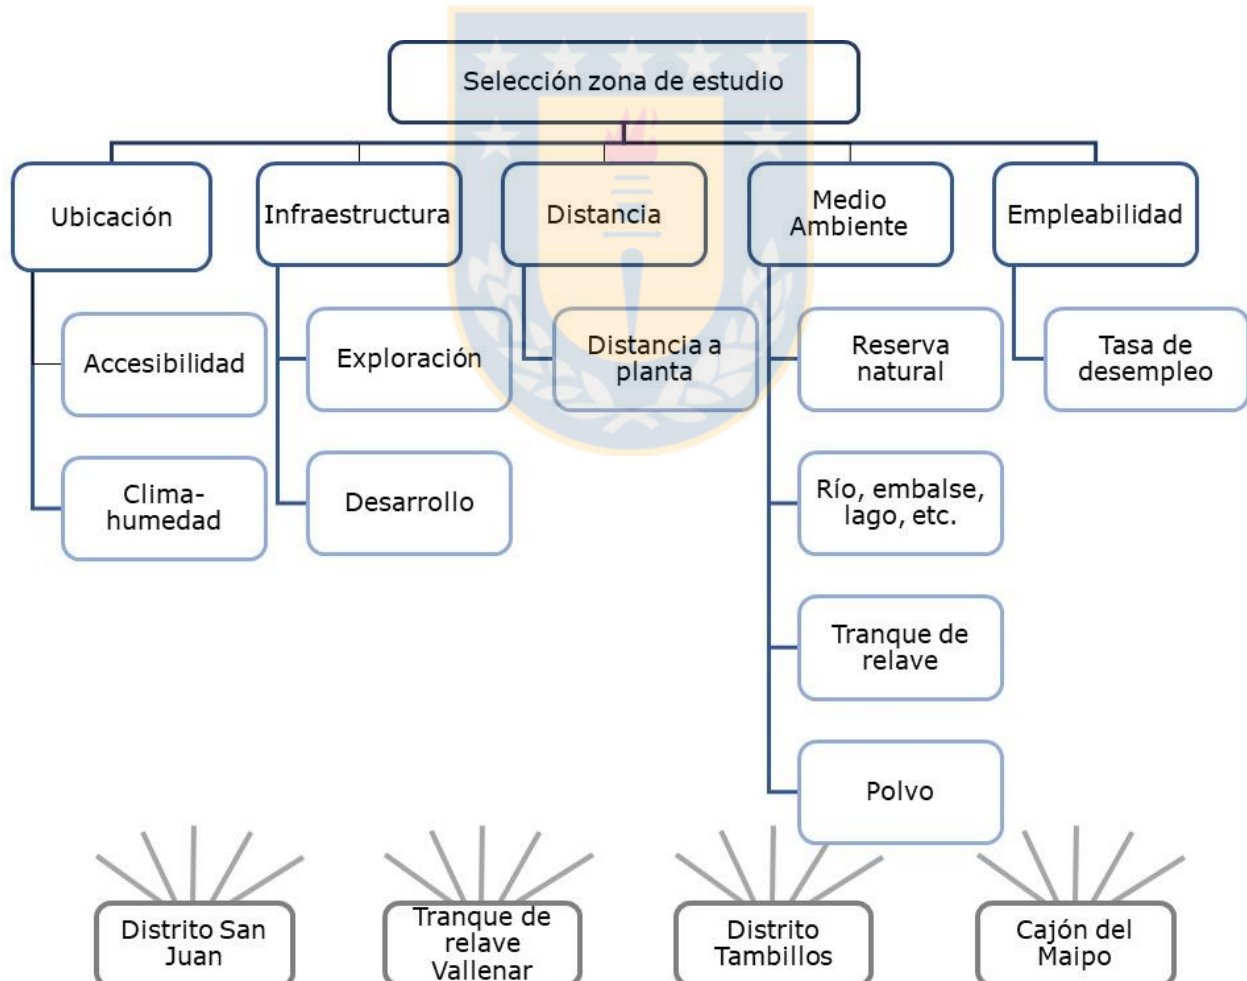 Selección zona de estudio
Ubicación
Infraestructura
Distancia
Medio
Ambiente
Empleabilidad
Accesibilidad
Exploración
Distancia a
planta
Reserva
natural
Tasa de
desempleo
Clima-
humedad
Desarrollo
Río, embalse,
lago, etc.
Tranque de
relave
Polvo
Distrito San
Juan
Tranque de
relave
Vallenar
Distrito
Tambillos
Cajón del
Maipo